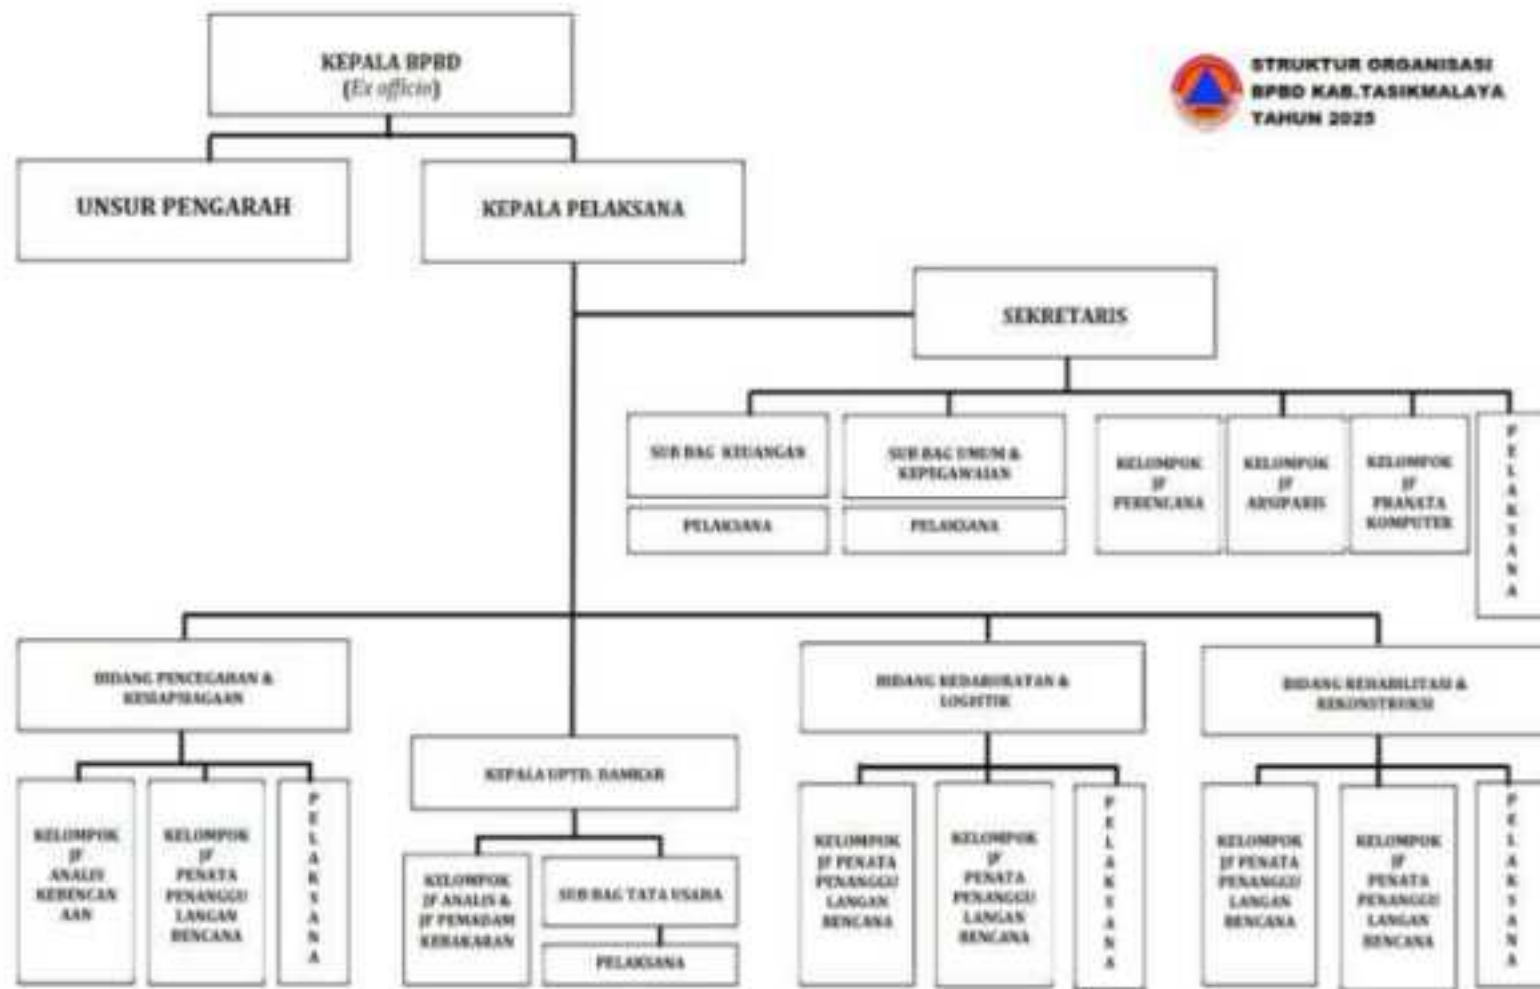 KEPALA BPBD
(Ex officio)
STRUKTUR ORGANISASI
BPBD KAB.TASIKMALAYA
TAHUN 2025
UNSUR PENGARAH
KEPALA PELAKSANA
SEKRETARIS
SUB BAG KEUANGAN
PELAKSANA
SUB BAG UMUM &
KEPEGAWAIAN
PELAKSANA
KELOMPOK
JF
PERENCANA
KELOMPOK
JF
ARSIPARIS
KELOMPOK
JF
PRANATA
KOMPUTER
PELAKSANA
BIDANG PENCEGAHAN &
KESIAPSIAGAAN
KELOMPOK
JF
ANALIS
KEBENCAN
AAN
KELOMPOK
JF
PENATA
PENANGGU
LANGAN
BENCANA
PELAKSANA
KEPALA UPTD. DAMKAR
KELOMPOK
JF ANALIS &
JF PEMADAM
KEBAKARAN
SUB BAG TATA USAHA
PELAKSANA
BIDANG KEDARURATAN &
LOGISTIK
KELOMPOK
JF PENATA
PENANGGU
LANGAN
BENCANA
KELOMPOK
JF
PENATA
PENANGGU
LANGAN
BENCANA
PELAKSANA
BIDANG REHABILITASI &
REKONSTRUKSI
KELOMPOK
JF PENATA
PENANGGU
LANGAN
BENCANA
KELOMPOK
JF
PENATA
PENANGGU
LANGAN
BENCANA
PELAKSANA